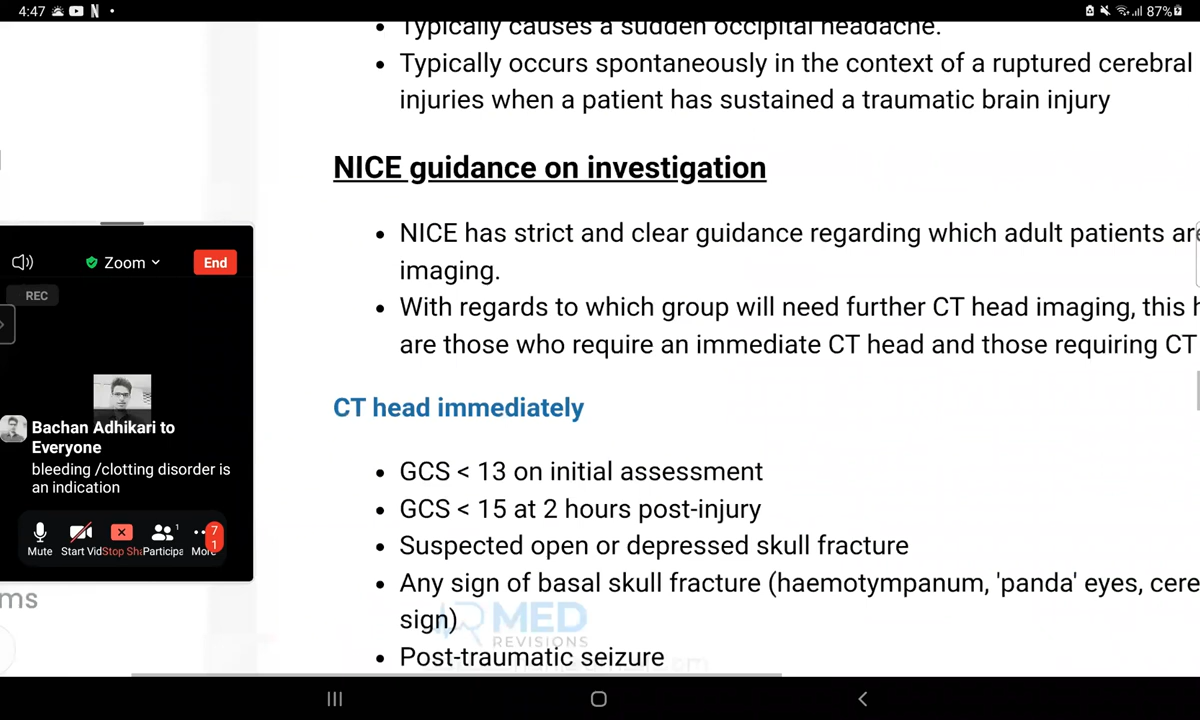 4:47
87%
Typically causes a sudden occipital headache.
Typically occurs spontaneously in the context of a ruptured cerebral
injuries when a patient has sustained a traumatic brain injury
NICE guidance on investigation
NICE has strict and clear guidance regarding which adult patients are
imaging.
With regards to which group will need further CT head imaging, this h
are those who require an immediate CT head and those requiring CT
CT head immediately
GCS < 13 on initial assessment
GCS < 15 at 2 hours post-injury
Suspected open or depressed skull fracture
Any sign of basal skull fracture (haemotympanum, 'panda' eyes, cere
sign)
Post-traumatic seizure
MED
REVISIONS
Zoom
End
REC
Bachan Adhikari to
Everyone
bleeding /clotting disorder is
an indication
Mute
Start Vid
Stop Sha
Participa
1
More
7
1
ms